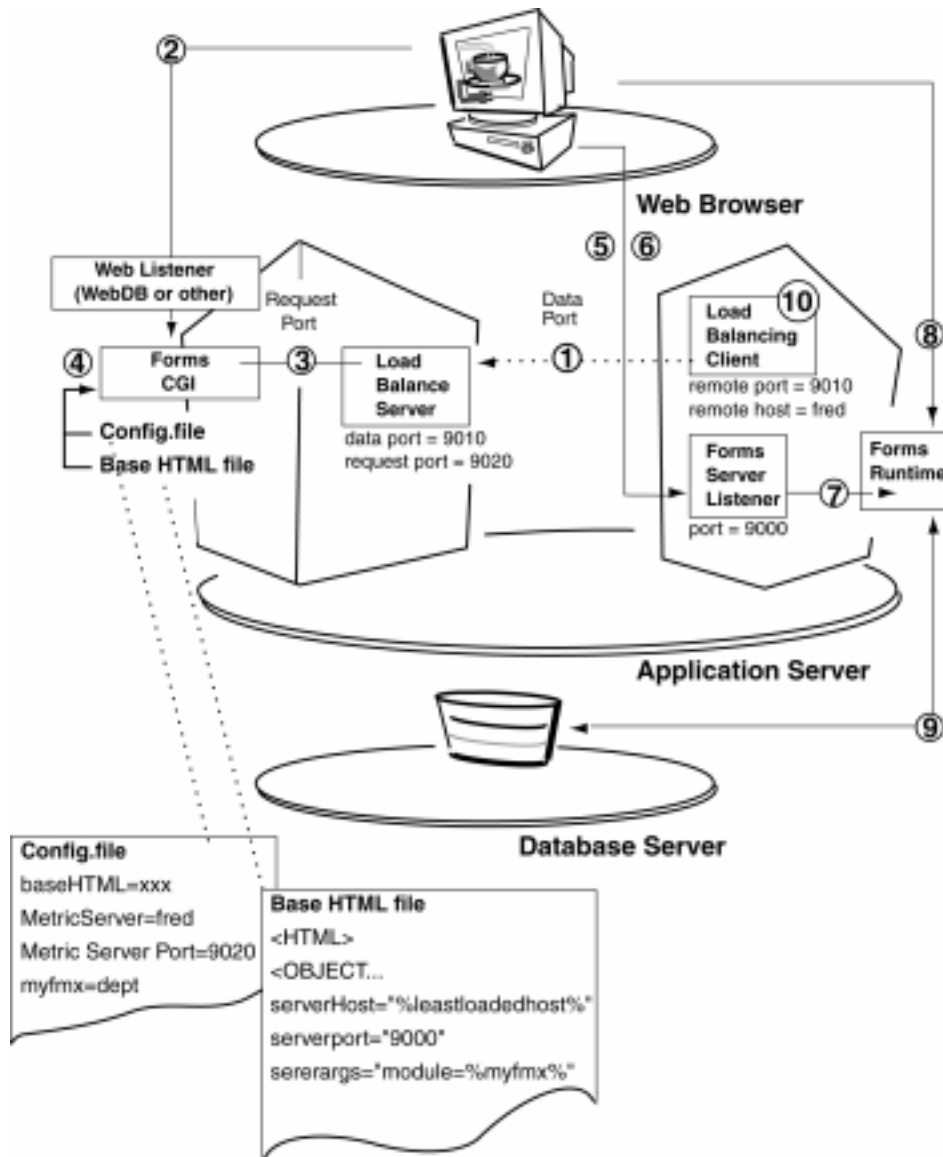 ②
Web Browser
⑤ ⑥
Web Listener
(WebDB or other)
Request
Port
Data
Port
④
Forms
CGI
③
Load
Balance
Server
①
Load
Balancing
Client
⑩
⑧
remote port = 9010
remote host = fred
data port = 9010
request port = 9020
Config.file
Base HTML file
Forms
Server
Listener
⑦
Forms
Runtime
port = 9000
Application Server
⑨
Database Server
Config.file
baseHTML=xxx
MetricServer=fred
Metric Server Port=9020
myfmx=dept
Base HTML file
<HTML>
<OBJECT...
serverHost="%leastloadedhost%"
serverport="9000"
sererargs="module=%myfmx%"